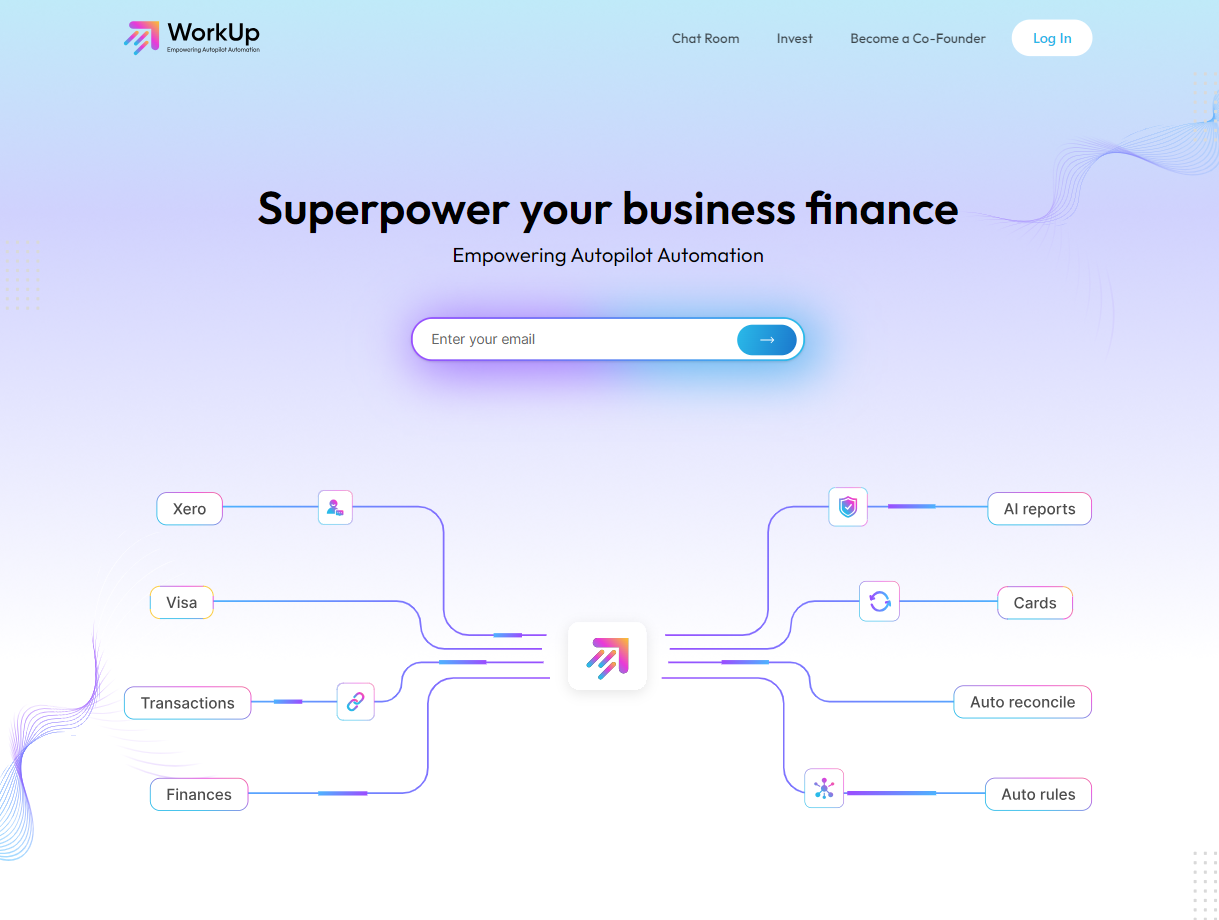 WorkUp
Empowering Autopilot Automation
Chat Room
Invest
Become a Co-Founder
Log In
Superpower your business finance
Empowering Autopilot Automation
Enter your email
Xero
AI reports
Visa
Cards
Transactions
Auto reconcile
Finances
Auto rules